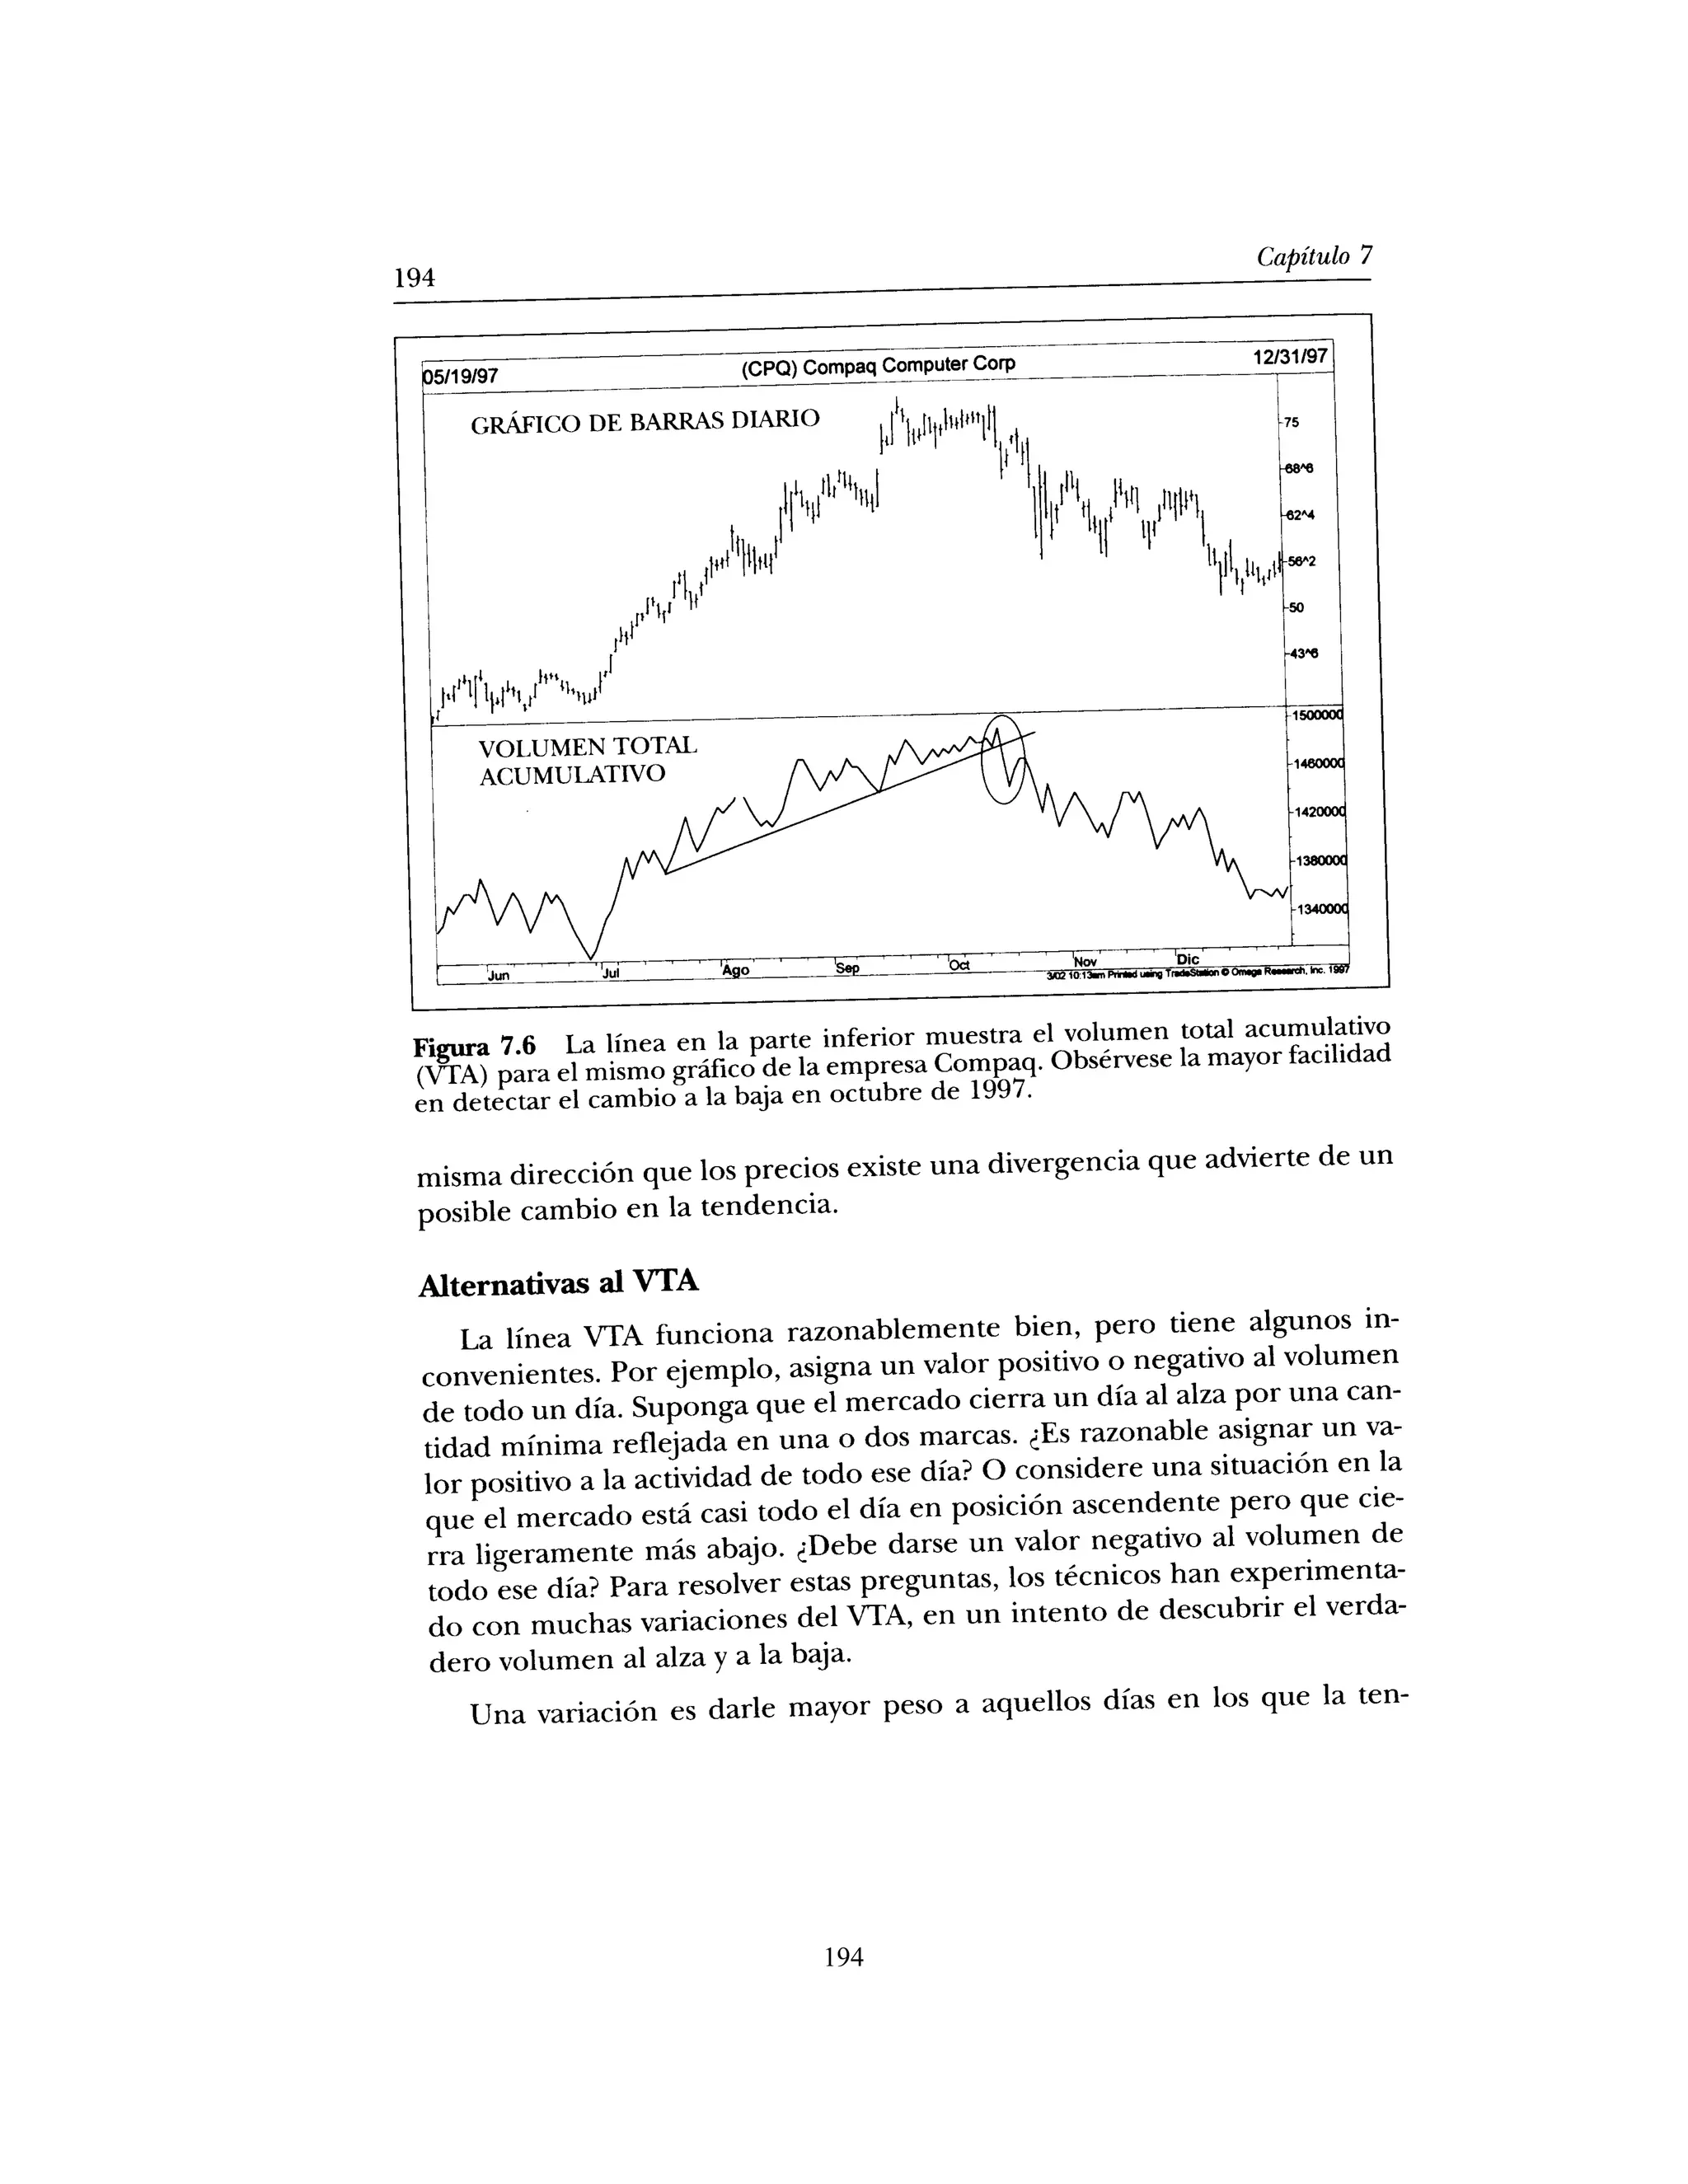 194
Capítulo 7
05/19/97
(CPQ) Compaq Computer Corp
12/31/97
GRÁFICO DE BARRAS DIARIO
75
68^6
62^4
56^2
50
43^6
VOLUMEN TOTAL
ACUMULATIVO
1500000
1460000
1420000
1380000
1340000
Jun
Jul
Ago
Sep
Oct
Nov
Dic
3/02 10:13am Printed using TradeStation © Omega Research, Inc. 1997
Figura 7.6 La línea en la parte inferior muestra el volumen total acumulativo
(VTA) para el mismo gráfico de la empresa Compaq. Obsérvese la mayor facilidad
en detectar el cambio a la baja en octubre de 1997.
misma dirección que los precios existe una divergencia que advierte de un
posible cambio en la tendencia.
Alternativas al VTA
La línea VTA funciona razonablemente bien, pero tiene algunos in-
convenientes. Por ejemplo, asigna un valor positivo o negativo al volumen
de todo un día. Suponga que el mercado cierra un día al alza por una can-
tidad mínima reflejada en una o dos marcas. ¿Es razonable asignar un va-
lor positivo a la actividad de todo ese día? O considere una situación en la
que el mercado está casi todo el día en posición ascendente pero que cie-
rra ligeramente más abajo. ¿Debe darse un valor negativo al volumen de
todo ese día? Para resolver estas preguntas, los técnicos han experimenta-
do con muchas variaciones del VTA, en un intento de descubrir el verda-
dero volumen al alza y a la baja.
Una variación es darle mayor peso a aquellos días en los que la ten-
194